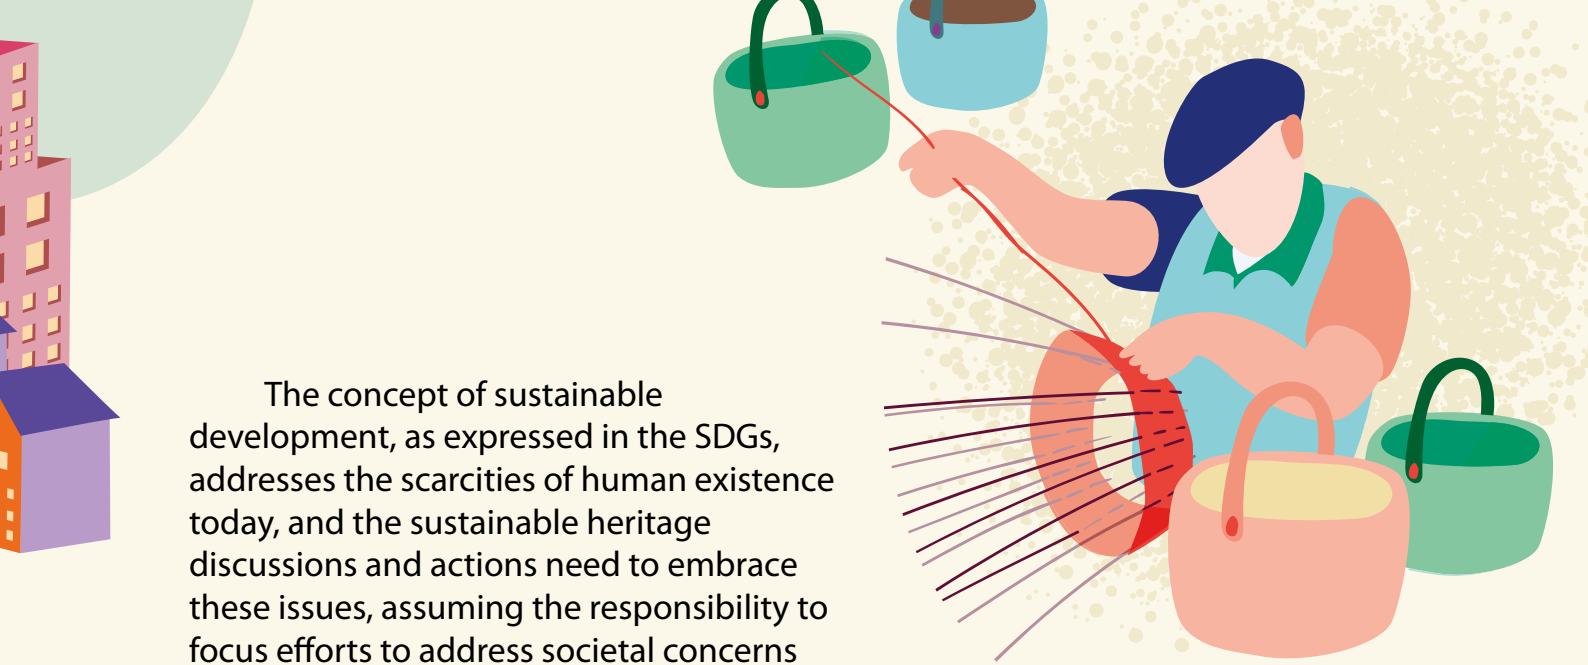 The concept of sustainable
development, as expressed in the SDGs,
addresses the scarcities of human existence
today, and the sustainable heritage
discussions and actions need to embrace
these issues, assuming the responsibility to
focus efforts to address societal concerns